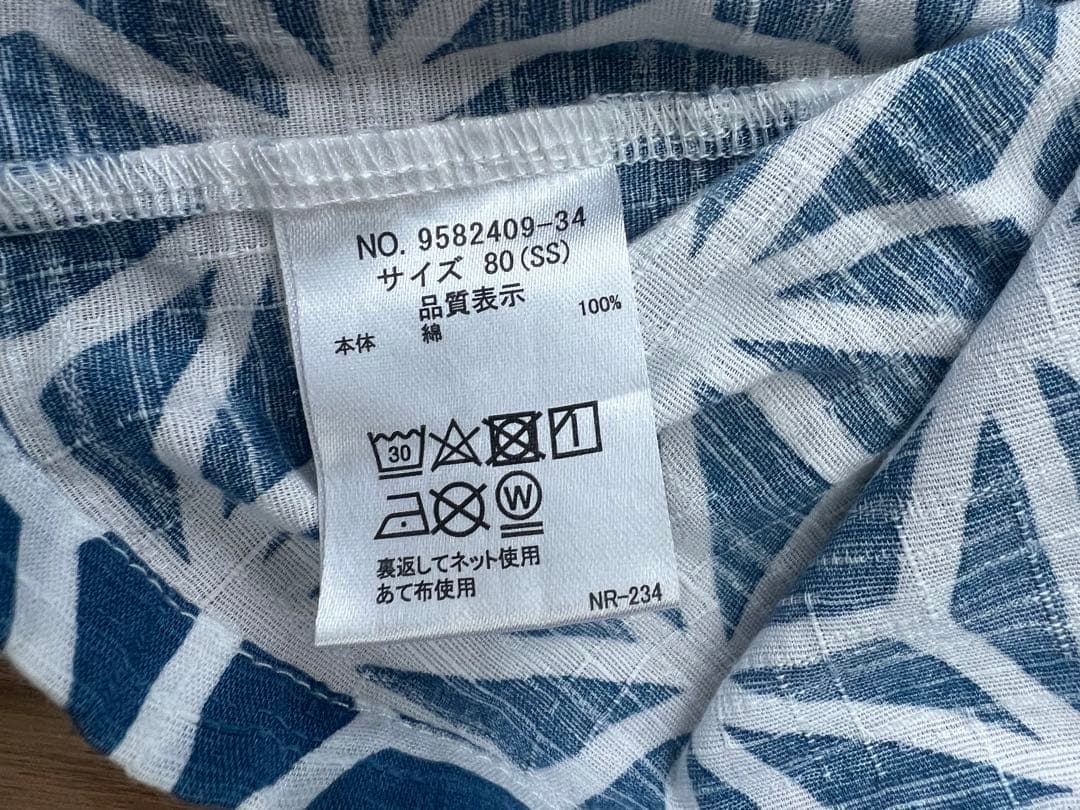 NO. 9582409-34
サイズ 80(SS)
品質表示
本体 綿 100%
30
W
裏返してネット使用
あて布使用
NR-234